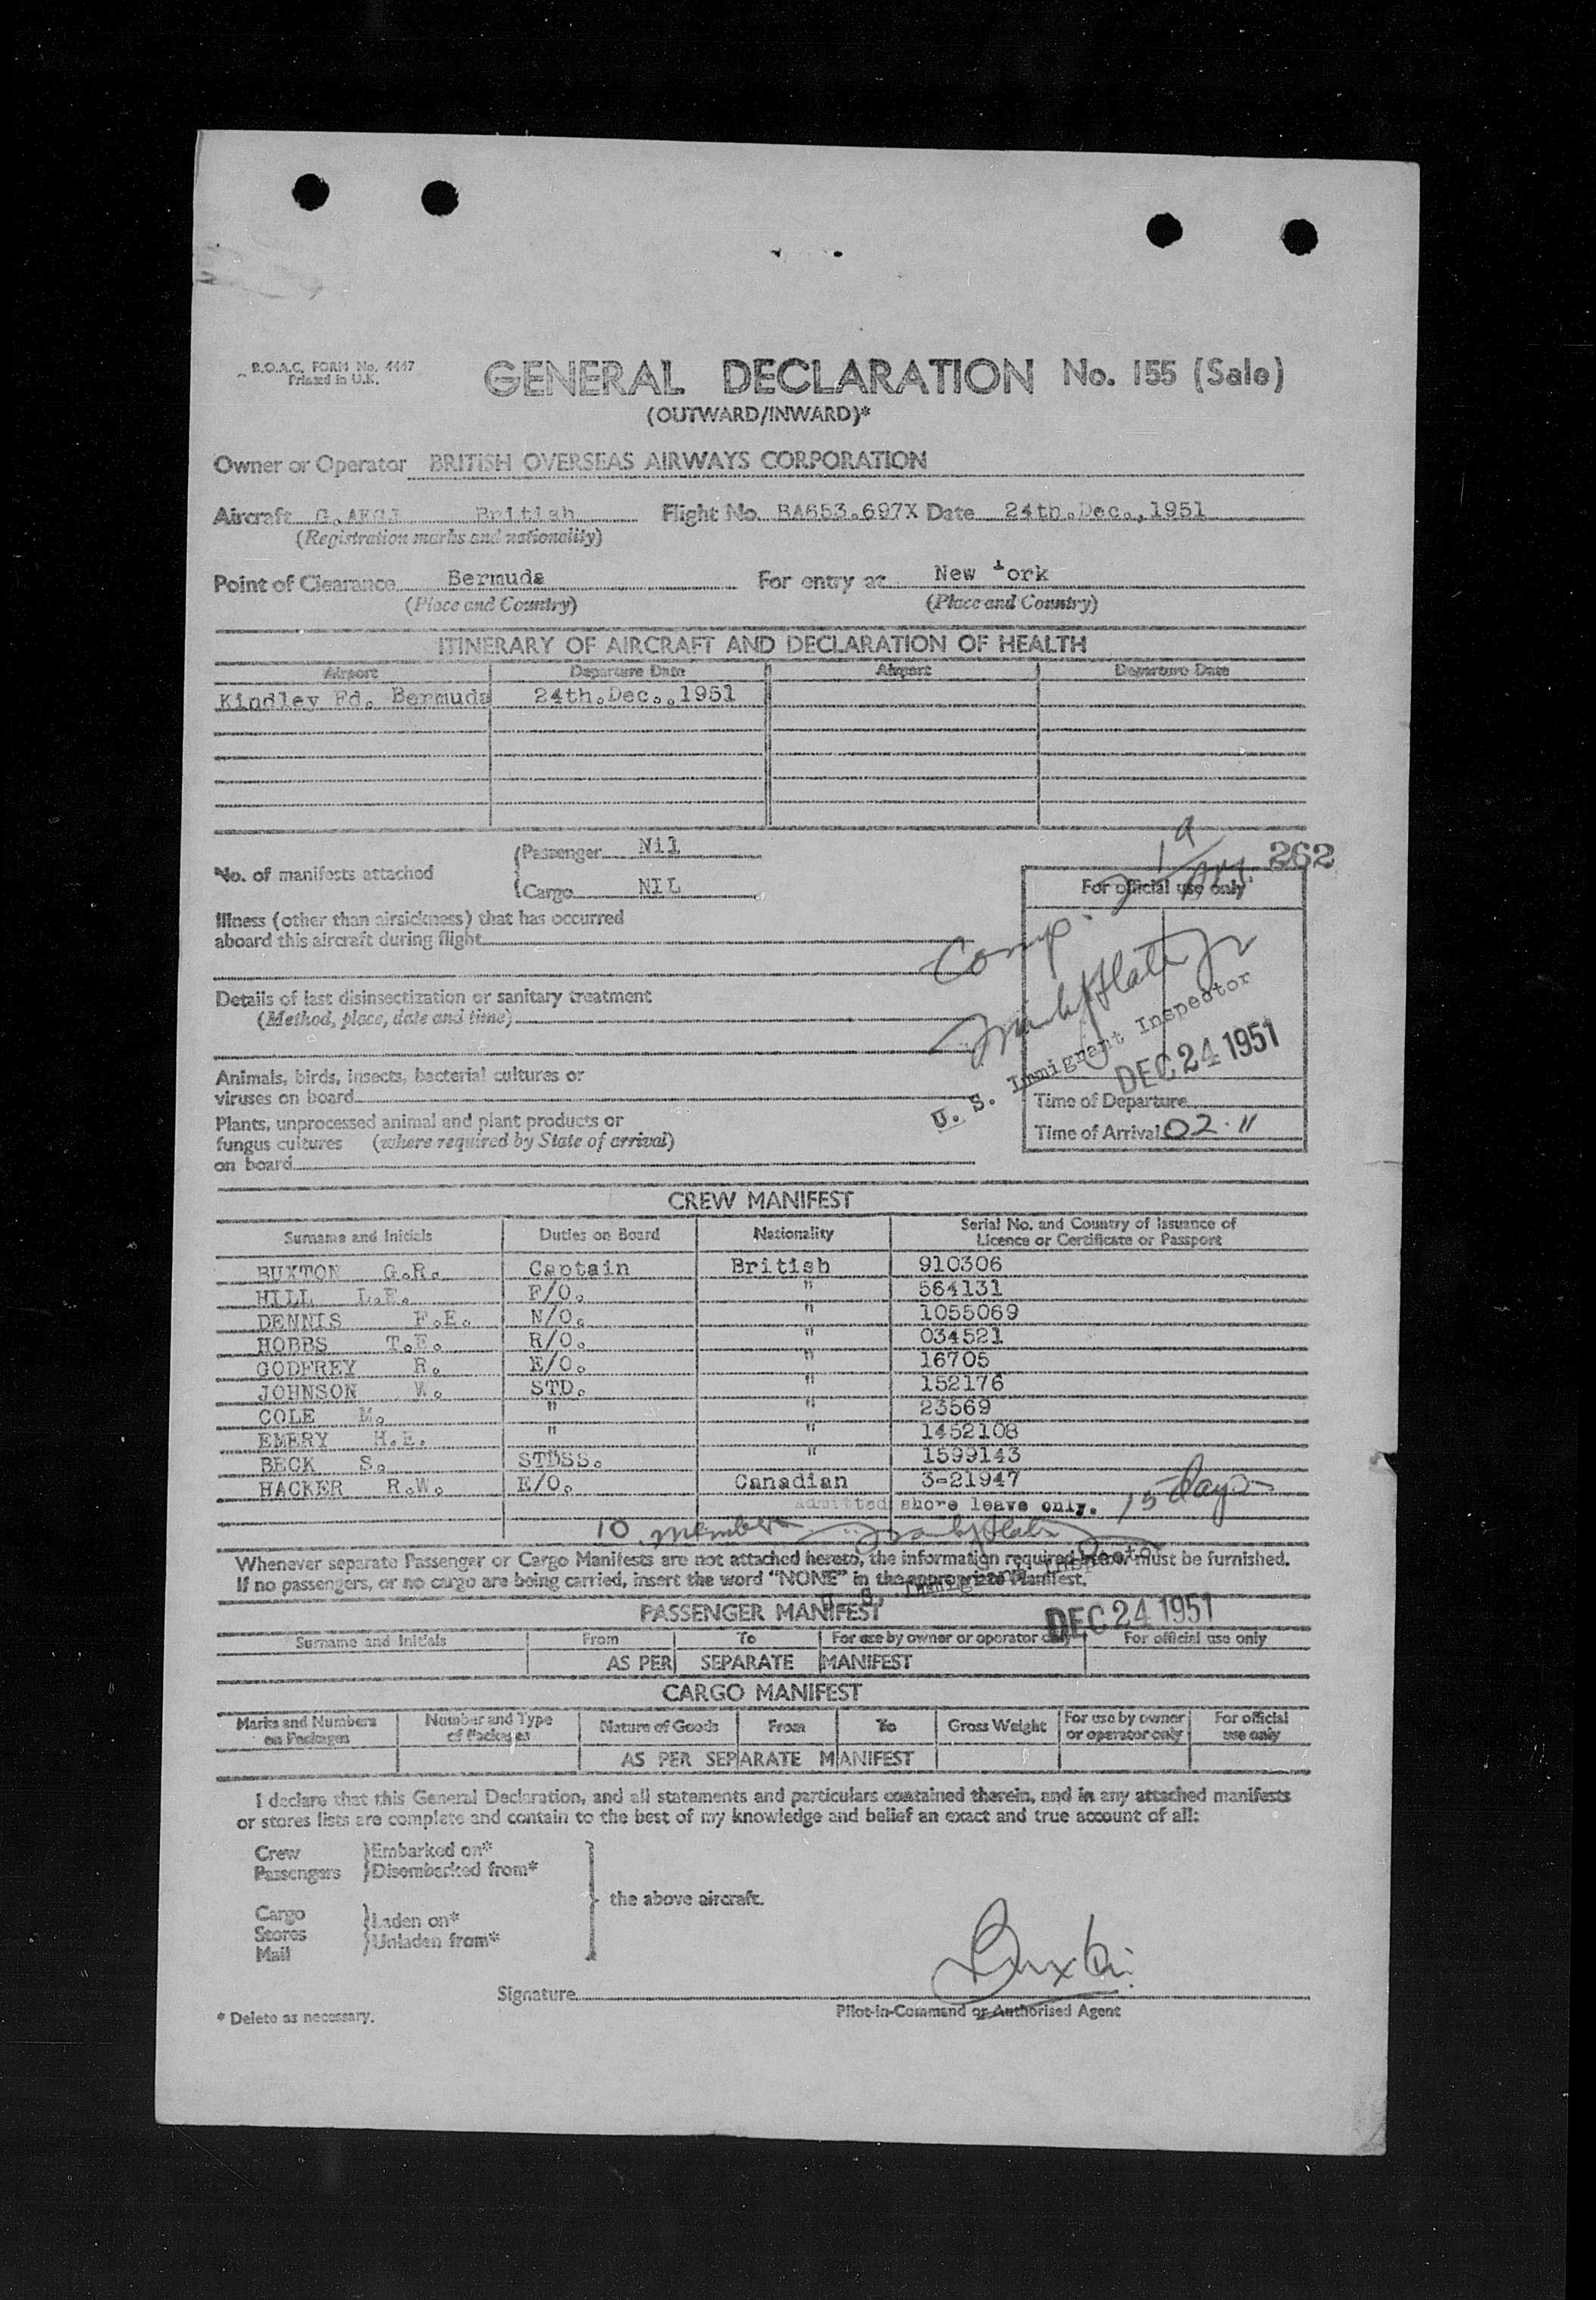 B.O.A.C. FORM No. 4447
Printed in U.K.
GENERAL DECLARATION No. 155 (Sale)
(OUTWARD/INWARD)*
Owner or Operator BRITISH OVERSEAS AIRWAYS CORPORATION
Aircraft British Flight No. BA653.697X Date 24th.Dec.,1951
(Registration marks and nationality)
Point of Clearance Bermuda For entry at New York
(Place and Country) (Place and Country)
ITINERARY OF AIRCRAFT AND DECLARATION OF HEALTH
Airport Departure Date Airport Departure Date
Kindley Fd. Bermuda 24th.Dec.,1951
No. of manifests attached
Passenger Nil
Cargo NIL
262
For official use only
Illness (other than airsickness) that has occurred
aboard this aircraft during flight
Comp.
Details of last disinsectization or sanitary treatment
(Method, place, date and time)
U. S. Immigrant Inspector
DEC 24 1951
Animals, birds, insects, bacterial cultures or
viruses on board
Time of Departure
Plants, unprocessed animal and plant products or
fungus cultures (where required by State of arrival)
on board
Time of Arrival 02.11
CREW MANIFEST
Surname and Initials Duties on Board Nationality Serial No. and Country of Issuance of
Licence or Certificate or Passport
BUXTON G.R. Captain British 910306
HILL L.E. F/O. " 564131
DENNIS F.E. N/O. " 1055069
HOBBS T.E. R/O. " 034521
GODFREY R. E/O. " 16705
JOHNSON W. STD. " 152176
COLE M. " " 23569
EMERY H.E. " " 1452108
BECK S. STDSS. " 1599143
HACKER R.W. E/O. Canadian 3-21947
admitted shore leave only. 15 days
10 members
Whenever separate Passenger or Cargo Manifests are not attached hereto, the information required below must be furnished.
If no passengers, or no cargo are being carried, insert the word "NONE" in the appropriate Manifest.
U. S. Immigrant Inspector
PASSENGER MANIFEST
DEC 24 1951
Surname and Initials From To For use by owner or operator only For official use only
AS PER SEPARATE MANIFEST
CARGO MANIFEST
Marks and Numbers on Packages Number and Type of Packages Nature of Goods From To Gross Weight For use by owner or operator only For official use only
AS PER SEPARATE MANIFEST
I declare that this General Declaration, and all statements and particulars contained therein, and in any attached manifests
or stores lists are complete and contain to the best of my knowledge and belief an exact and true account of all:
Crew Embarked on*
Passengers Disembarked from*
the above aircraft.
Cargo Laden on*
Stores Unladen from*
Mail
Buxton
Signature
Pilot-in-Command or Authorised Agent
* Delete as necessary.